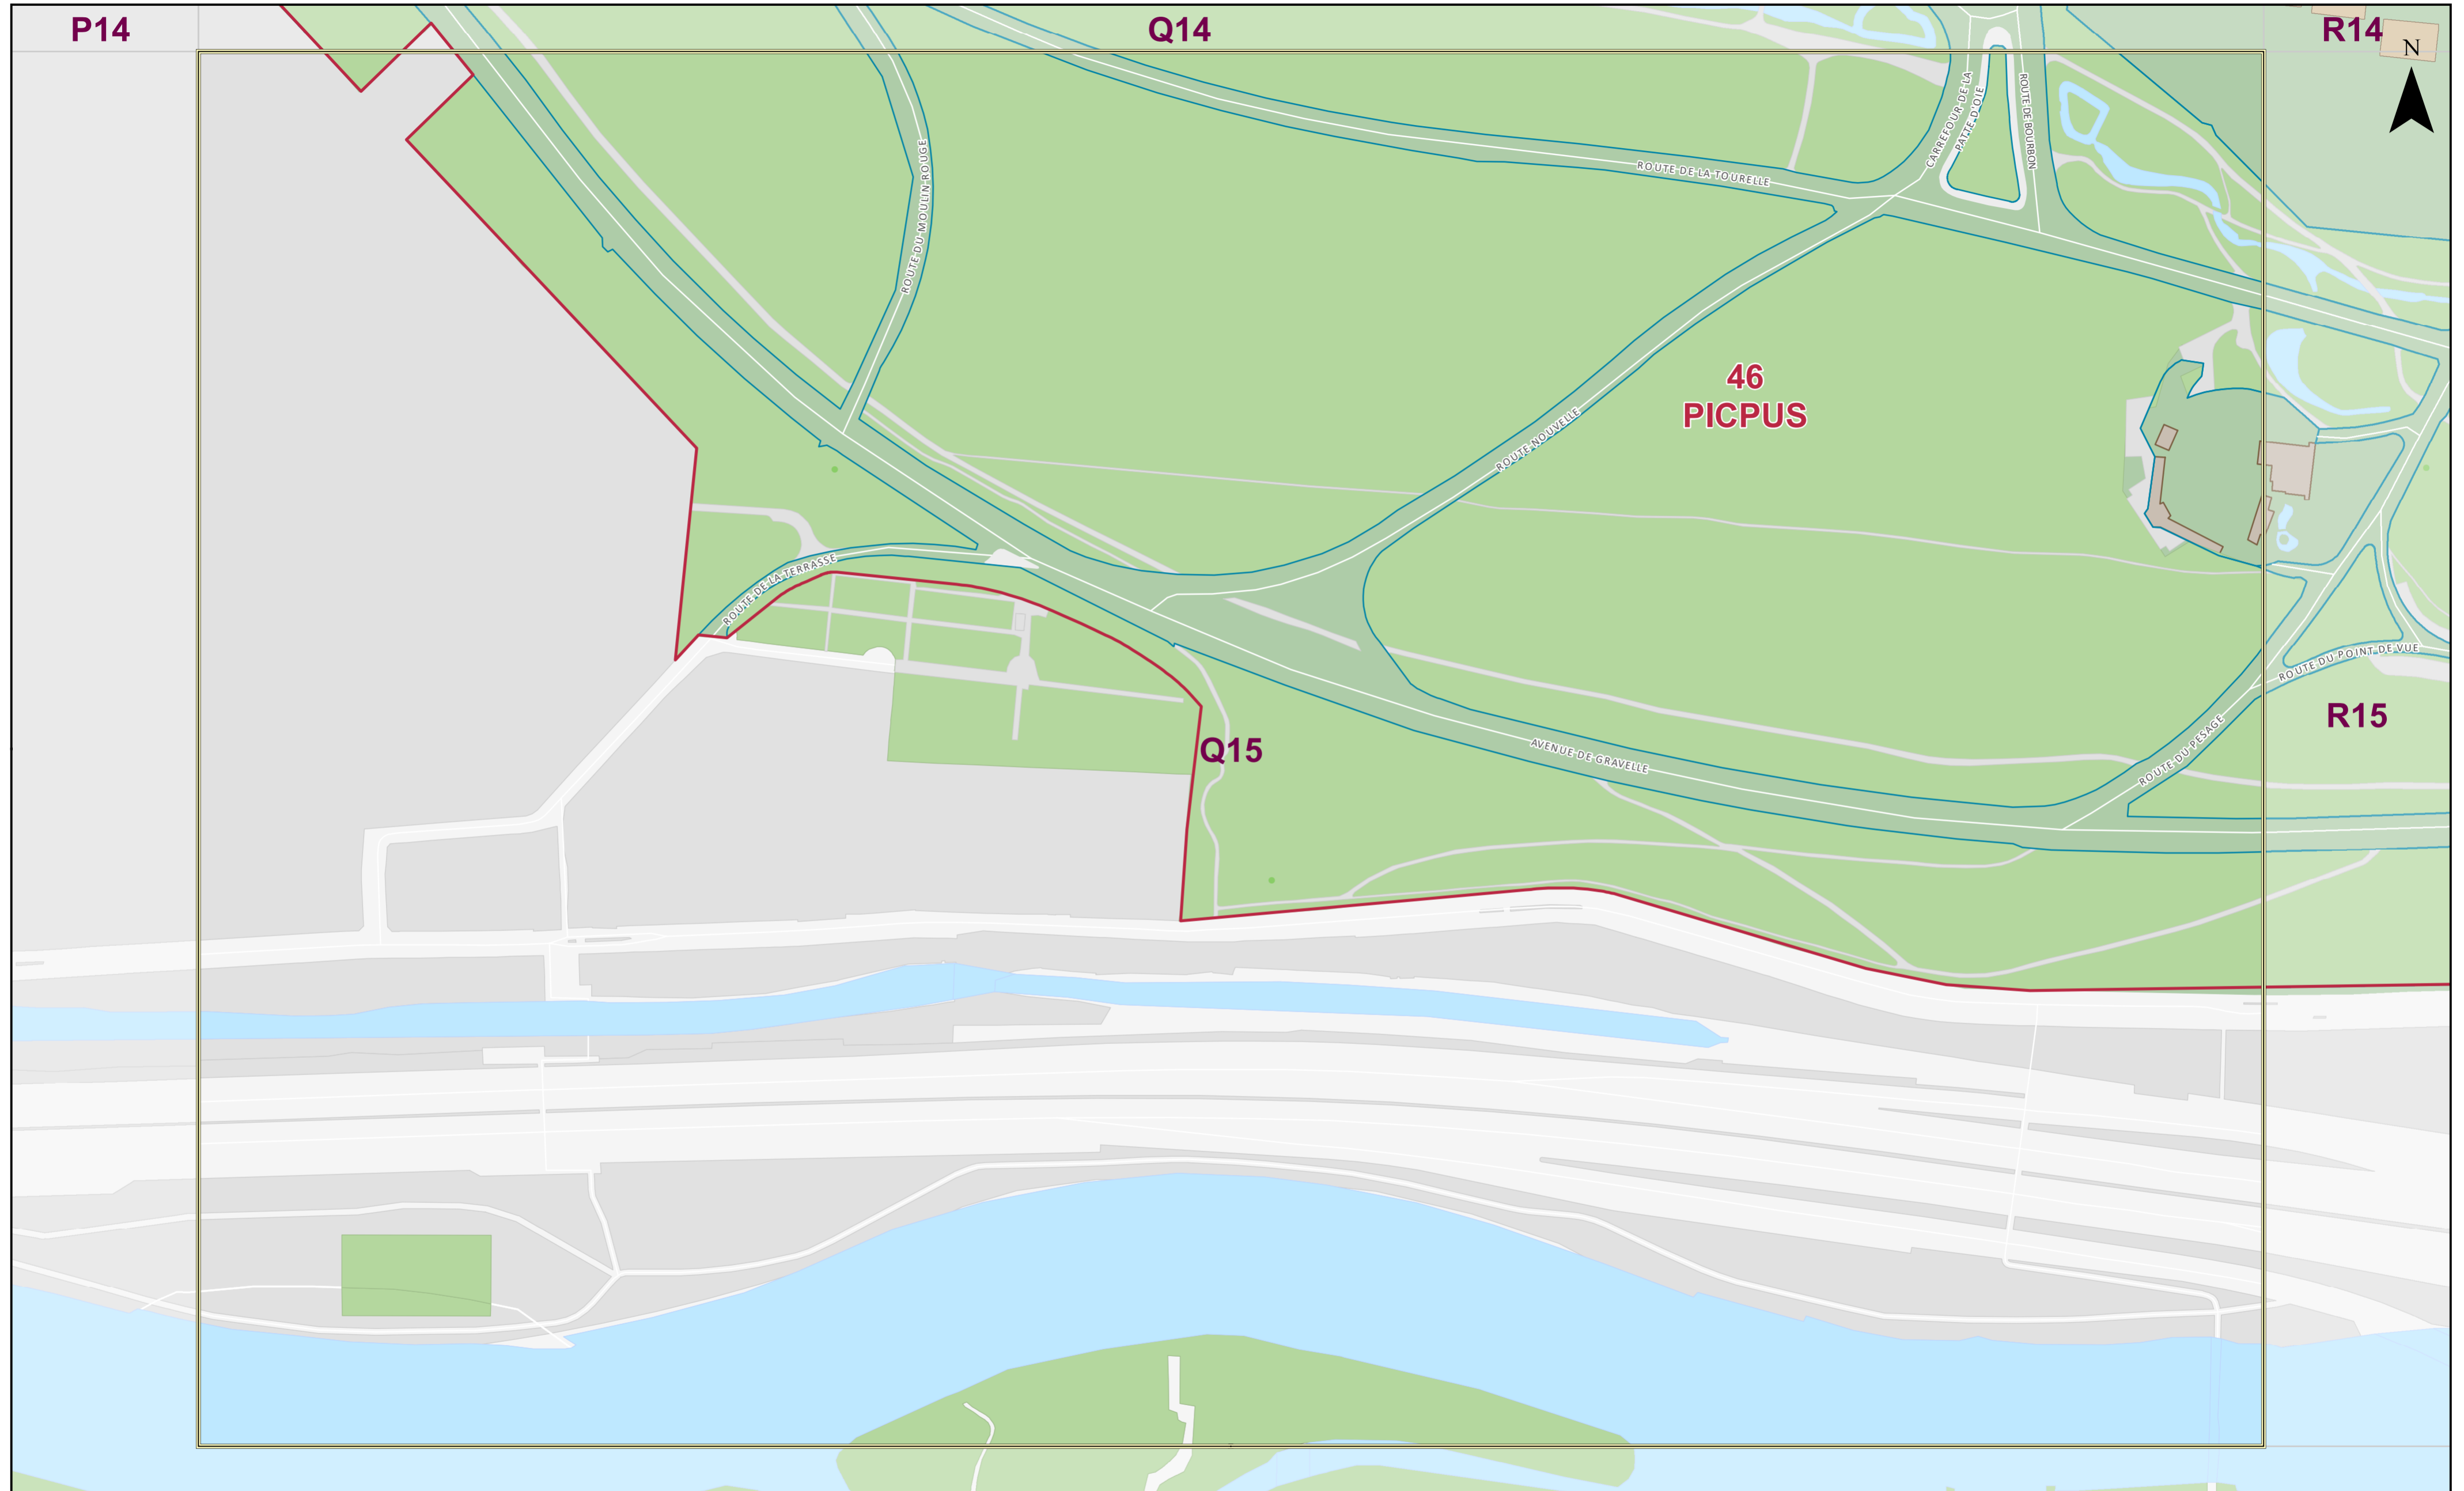 P14
Q14
R14
N
CARREFOUR DE LA
PATTE D'OIE
ROUTE DE BOURBON
ROUTE DU MOULIN ROUGE
ROUTE DE LA TOURELLE
46
PICPUS
ROUTE NOUVELLE
ROUTE DE LA TERRASSE
ROUTE DU POINT DE VUE
R15
Q15
AVENUE DE GRAVELLE
ROUTE DU PESAGE